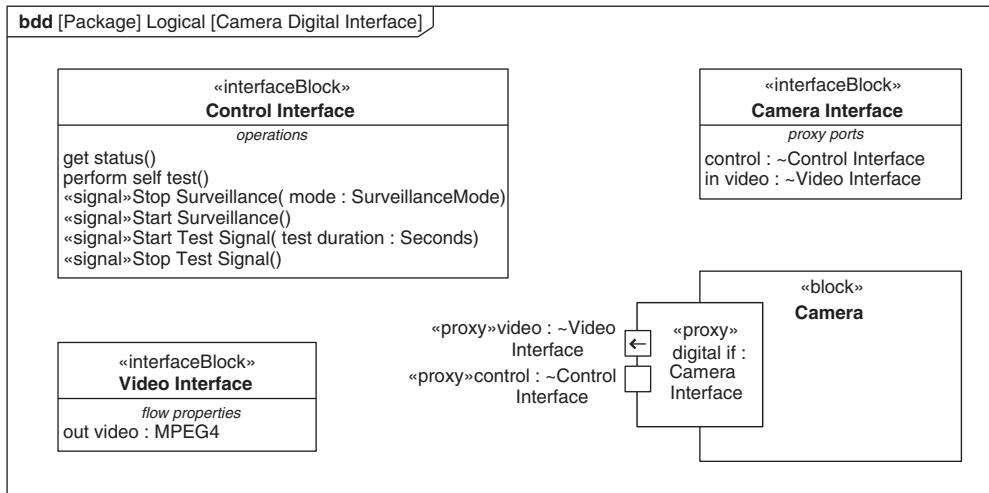 bdd [Package] Logical [Camera Digital Interface]
«interfaceBlock»
Control Interface
operations
get status()
perform self test()
«signal»Stop Surveillance( mode : SurveillanceMode)
«signal»Start Surveillance()
«signal»Start Test Signal( test duration : Seconds)
«signal»Stop Test Signal()
«interfaceBlock»
Camera Interface
proxy ports
control : ~Control Interface
in video : ~Video Interface
«interfaceBlock»
Video Interface
flow properties
out video : MPEG4
«block»
Camera
«proxy»video : ~Video
Interface
«proxy»control : ~Control
Interface
«proxy»
digital if :
Camera
Interface